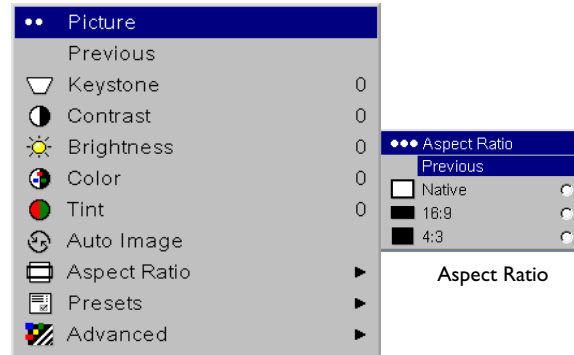 Picture
Previous
Keystone 0
Contrast 0
Brightness 0
Color 0
Tint 0
Auto Image
Aspect Ratio
Presets
Advanced
Aspect Ratio
Previous
Native
16:9
4:3
Aspect Ratio